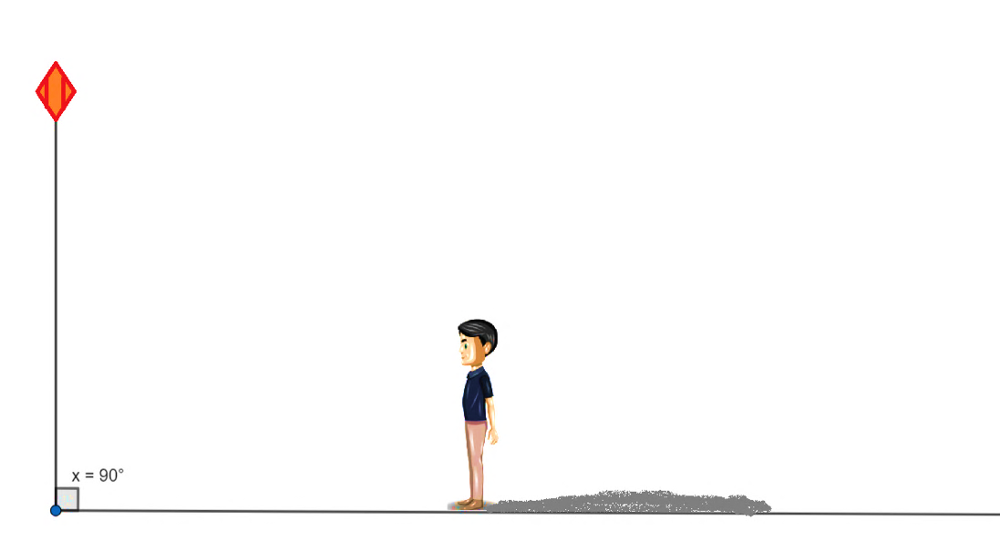 x = 90°